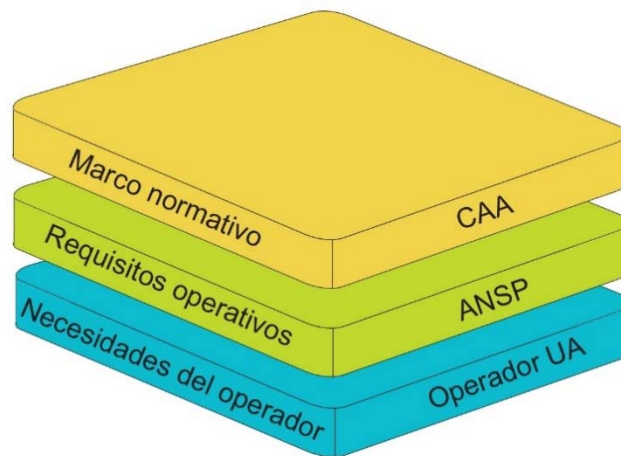 Marco normativo
CAA
Requisitos operativos
ANSP
Necesidades del operador
Operador UA